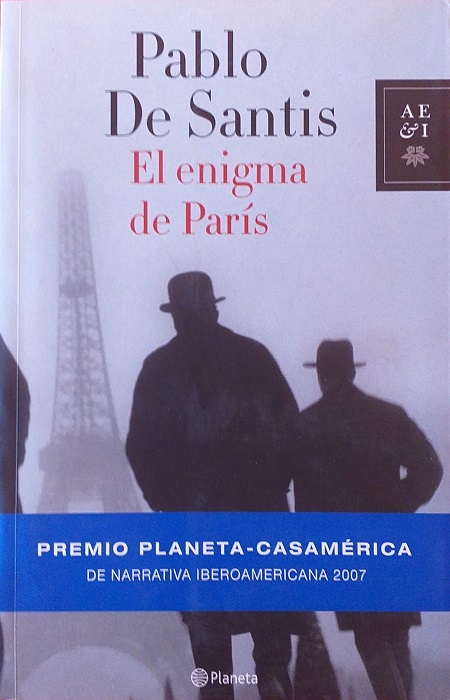 Pablo
De Santis
El enigma
de París
AE
&I
PREMIO PLANETA-CASAMÉRICA
DE NARRATIVA IBEROAMERICANA 2007
Planeta